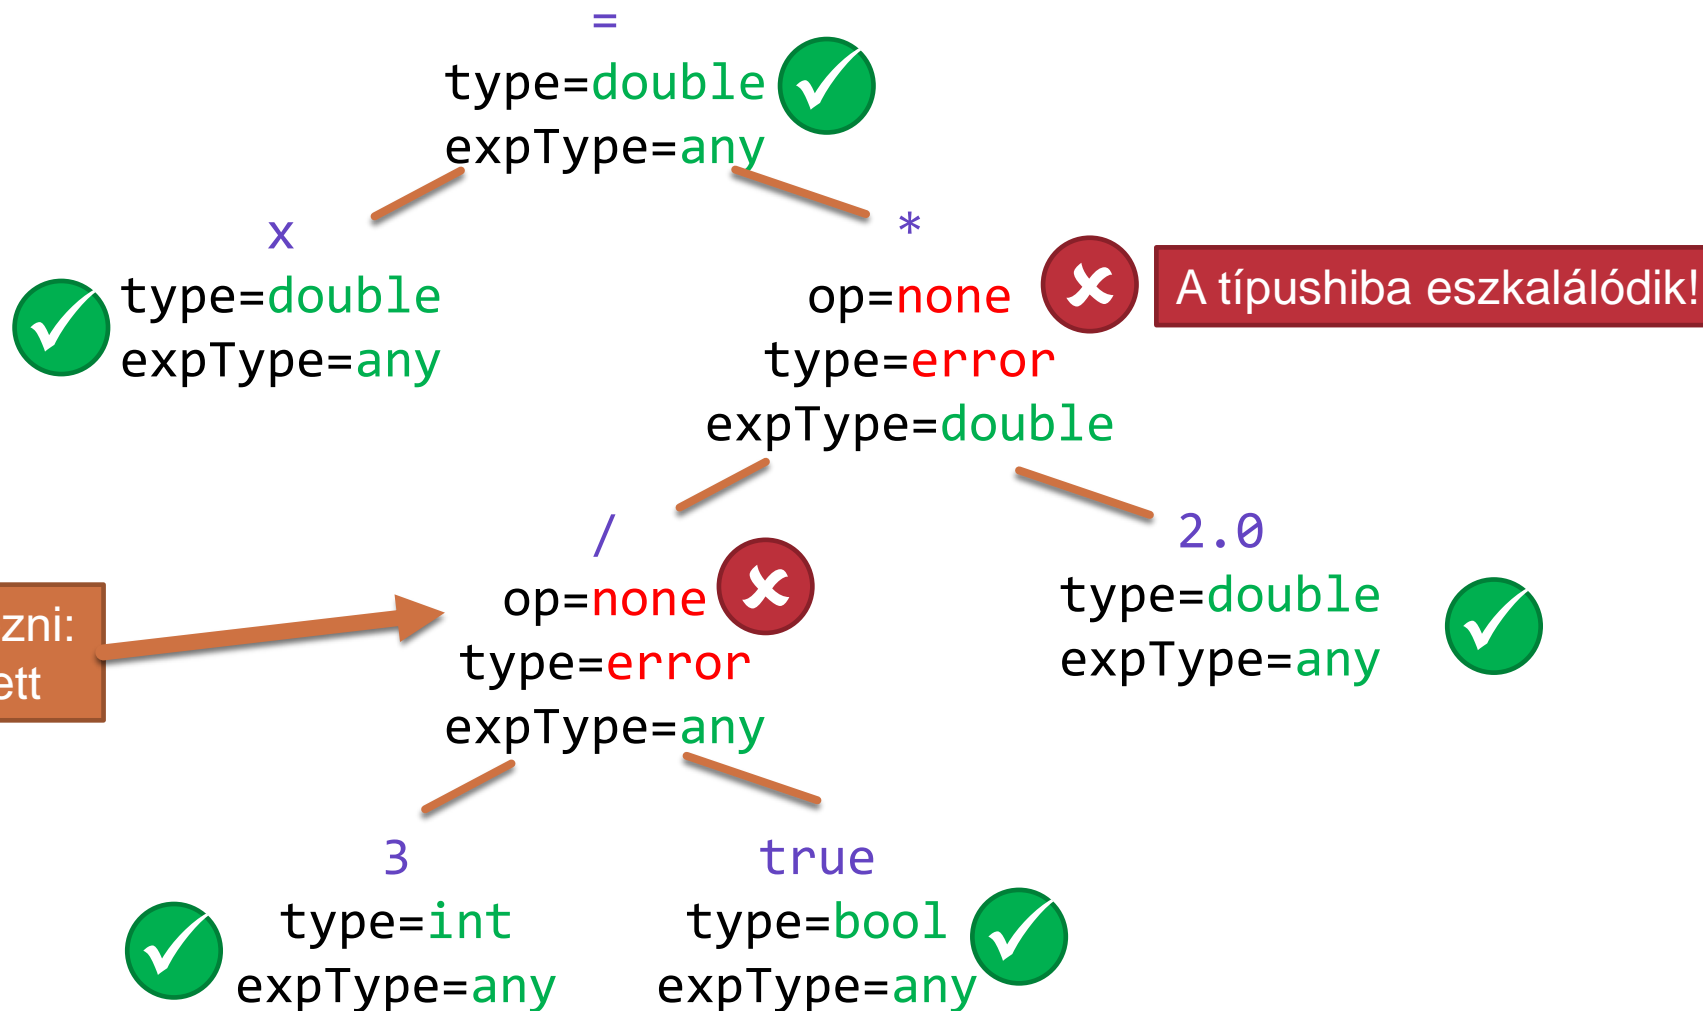 =
type=double
expType=any
x
type=double
expType=any
*
op=none
type=error
expType=double
A típushiba eszkalálódik!
/
op=none
type=error
expType=any
zni:
ett
2.0
type=double
expType=any
3
type=int
expType=any
true
type=bool
expType=any